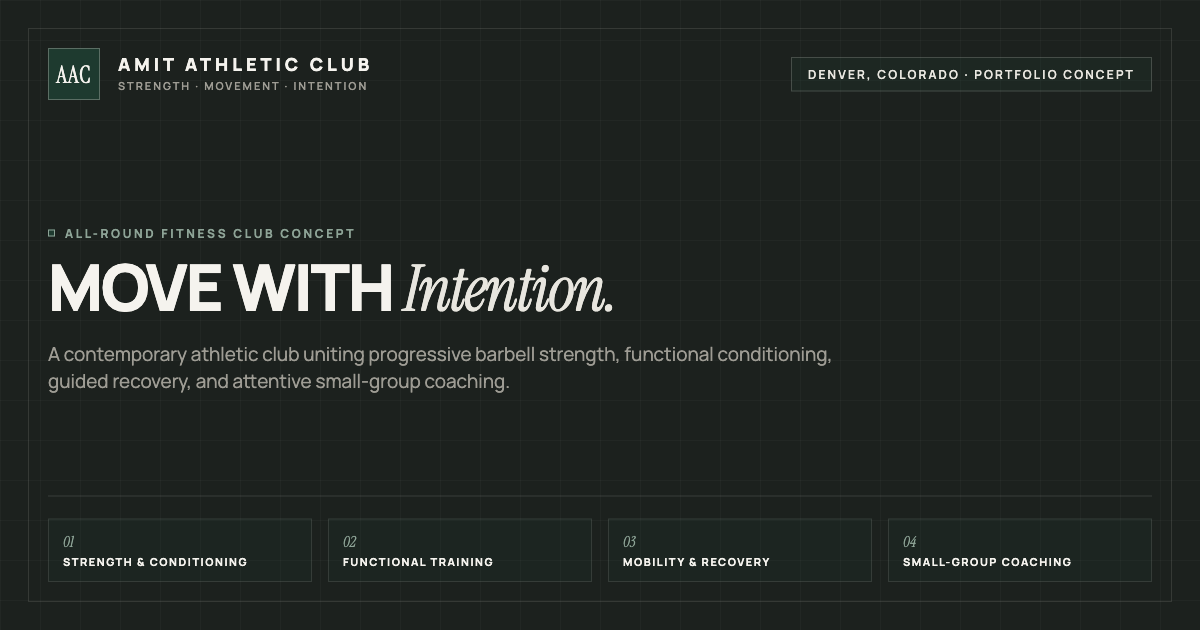 AAC
AMIT ATHLETIC CLUB
STRENGTH · MOVEMENT · INTENTION
DENVER, COLORADO · PORTFOLIO CONCEPT
ALL-ROUND FITNESS CLUB CONCEPT
MOVE WITH Intention.
A contemporary athletic club uniting progressive barbell strength, functional conditioning,
guided recovery, and attentive small-group coaching.
01
STRENGTH & CONDITIONING
02
FUNCTIONAL TRAINING
03
MOBILITY & RECOVERY
04
SMALL-GROUP COACHING